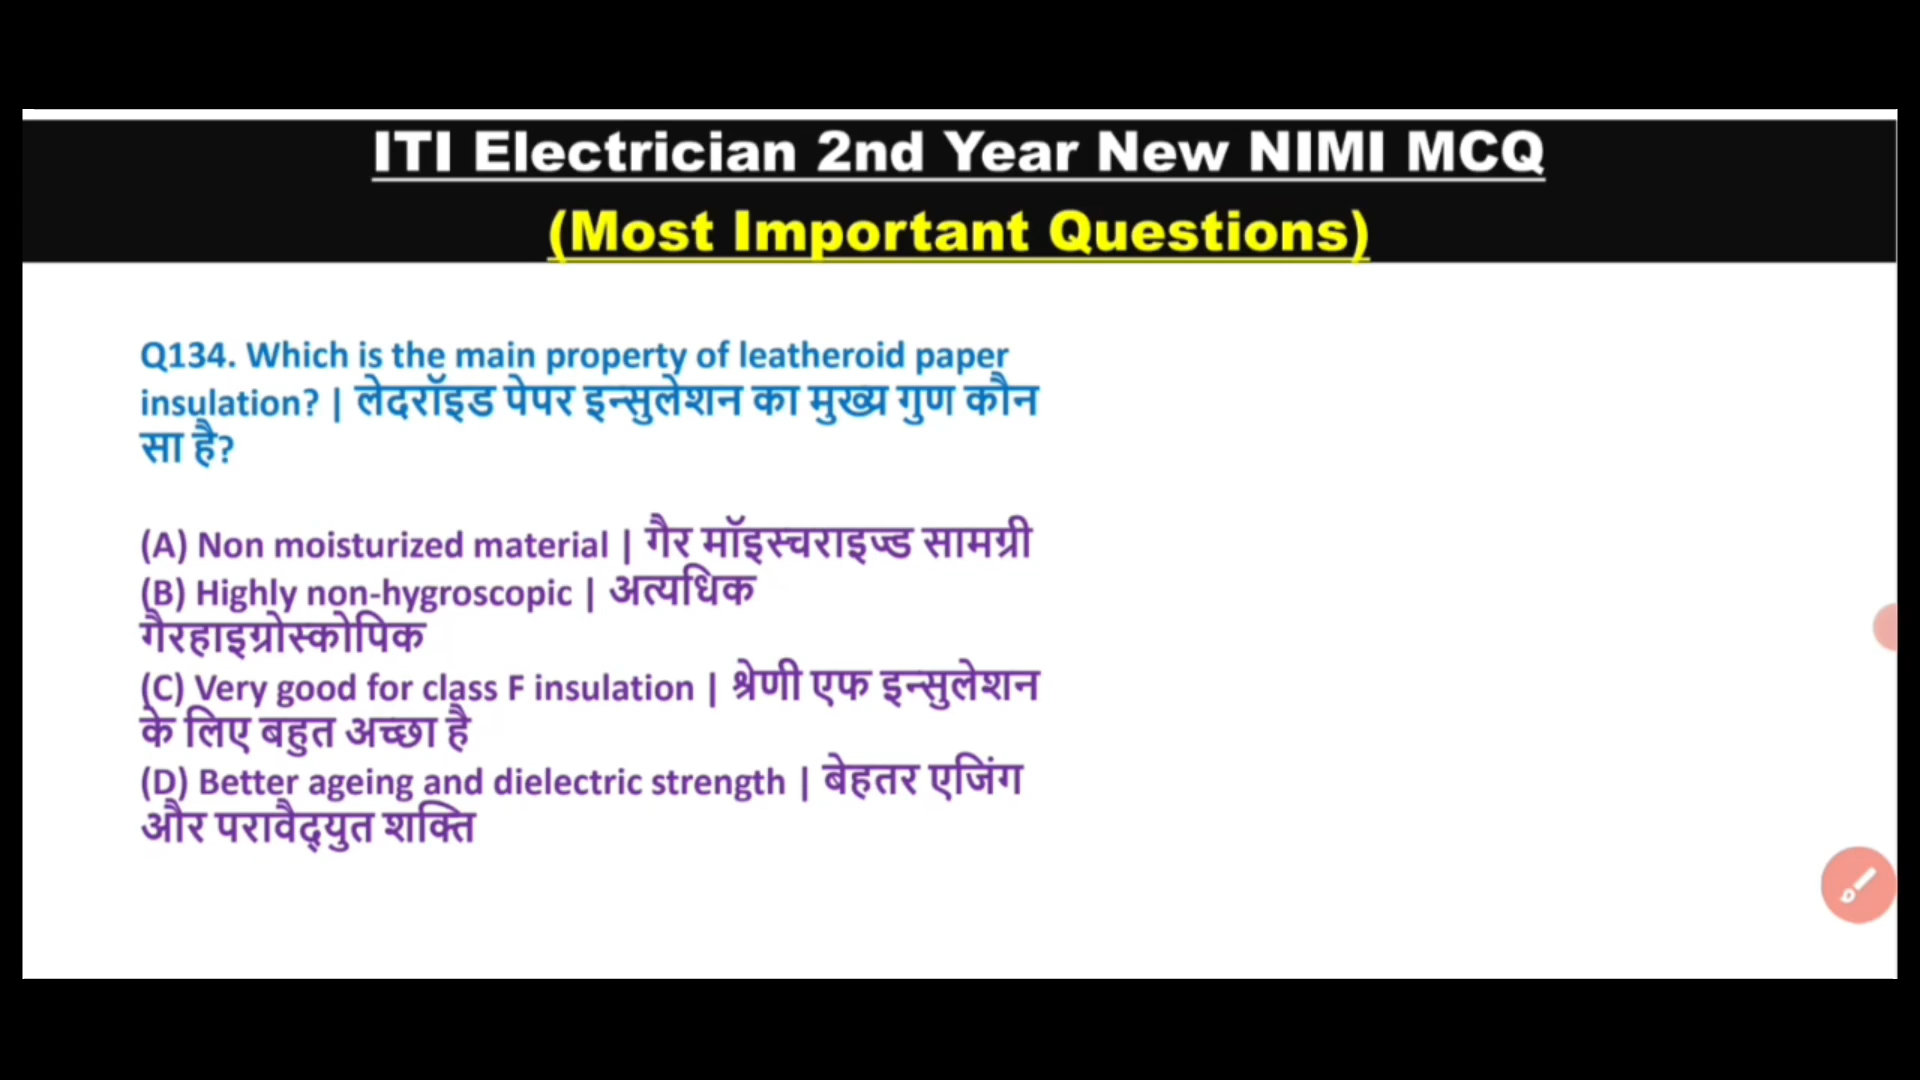 ITI Electrician 2nd Year New NIMI MCQ
(Most Important Questions)
Q134. Which is the main property of leatheroid paper
insulation? | लेदरॉइड पेपर इन्सुलेशन का मुख्य गुण कौन
सा है?
(A) Non moisturized material | गैर मॉइस्चराइज्ड सामग्री
(B) Highly non-hygroscopic | अत्यधिक
गैरहाइग्रोस्कोपिक
(C) Very good for class F insulation | श्रेणी एफ इन्सुलेशन
के लिए बहुत अच्छा है
(D) Better ageing and dielectric strength | बेहतर एजिंग
और परावैद्युत शक्ति